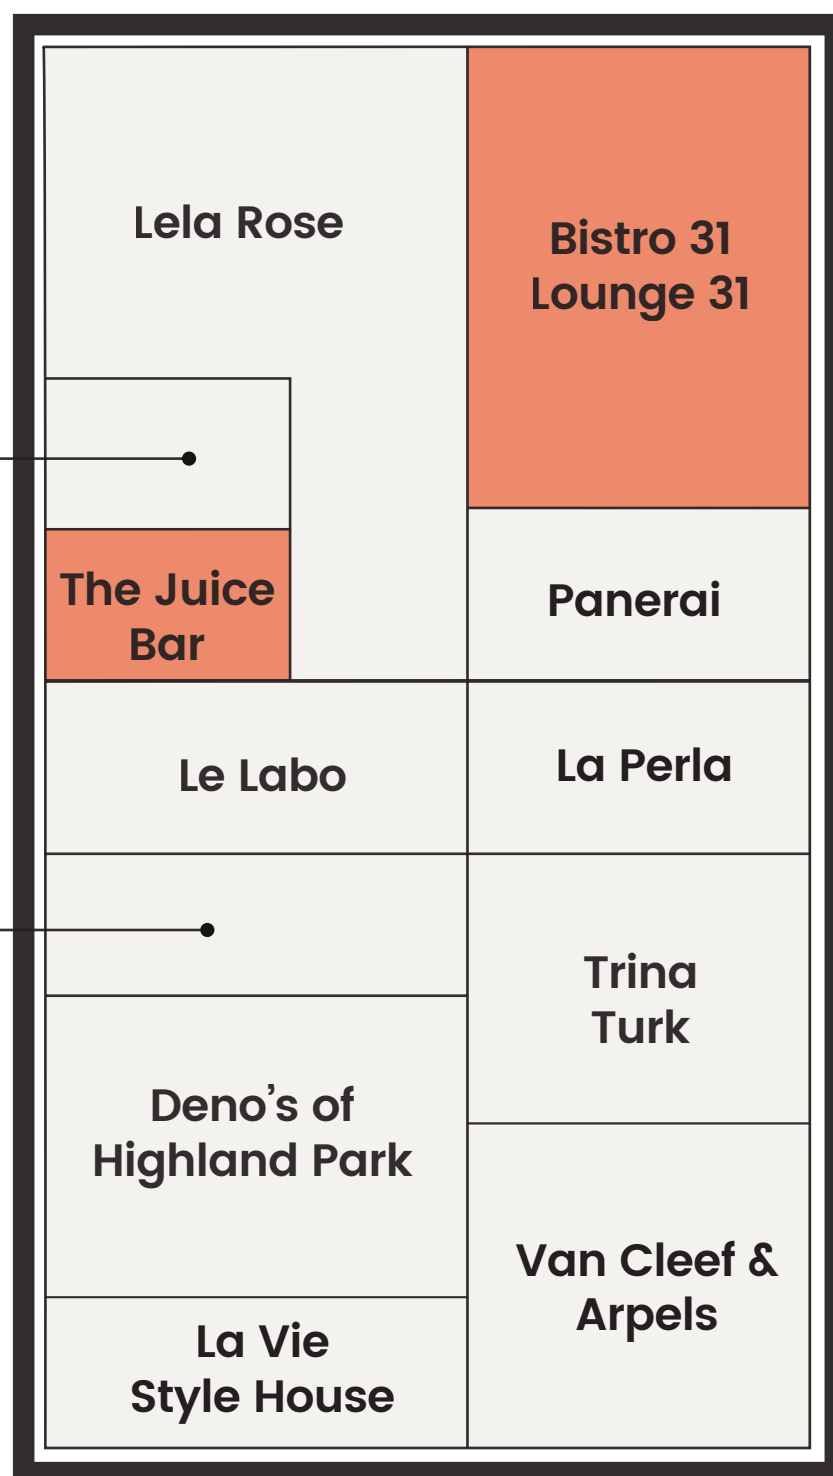 Lela Rose
Bistro 31
Lounge 31
The Juice
Bar
Panerai
Le Labo
La Perla
Trina
Turk
Deno’s of
Highland Park
Van Cleef &
Arpels
La Vie
Style House